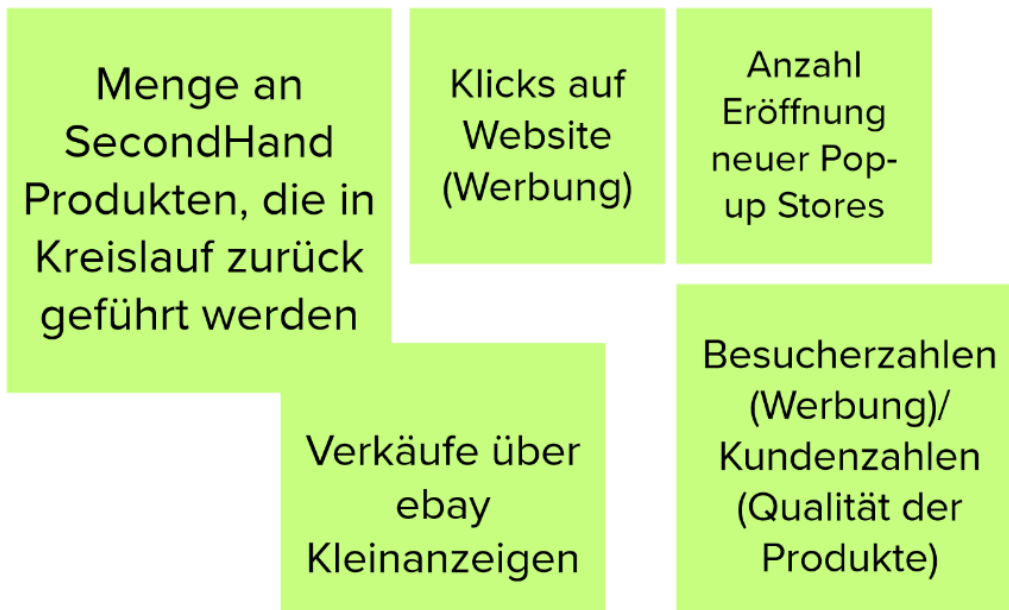 Menge an
SecondHand
Produkten, die in
Kreislauf zurück
geführt werden
Klicks auf
Website
(Werbung)
Anzahl
Eröffnung
neuer Pop-
up Stores
Verkäufe über
ebay
Kleinanzeigen
Besucherzahlen
(Werbung)/
Kundenzahlen
(Qualität der
Produkte)